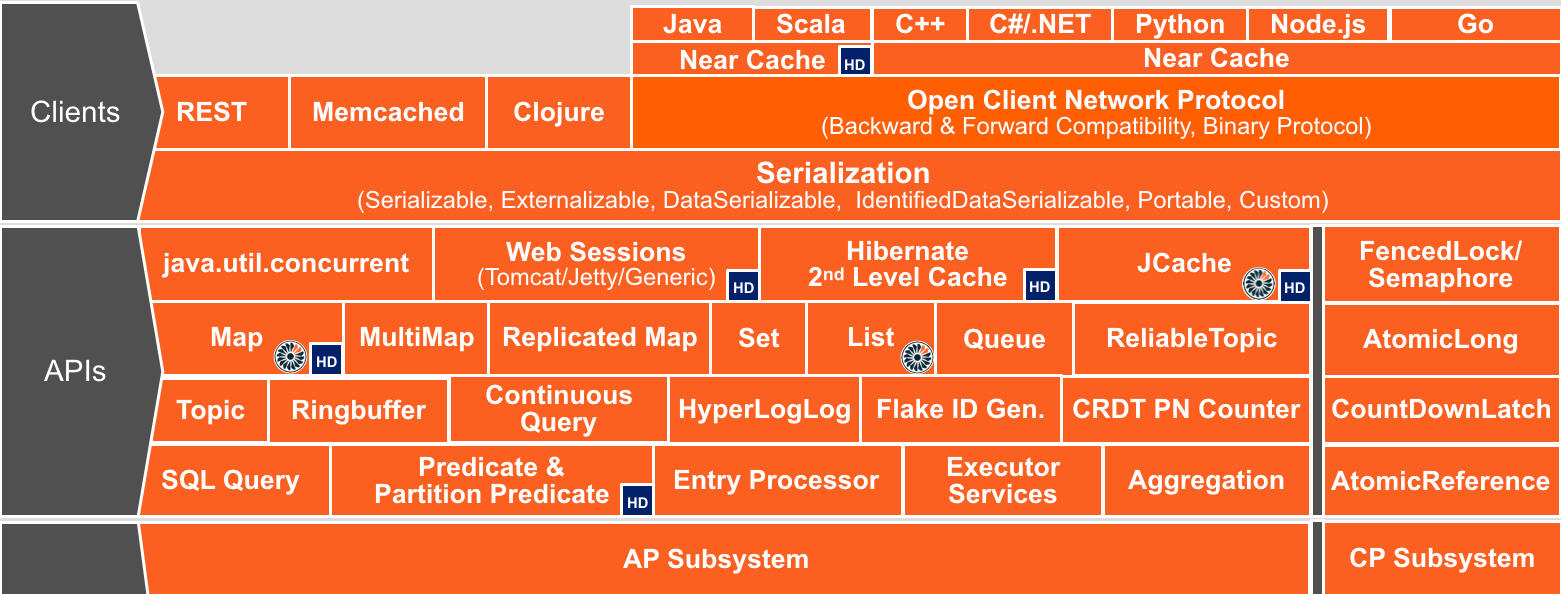 Java Scala C++ C#/.NET Python Node.js Go
Near Cache HD Near Cache
Clients
REST Memcached Clojure
Open Client Network Protocol
(Backward & Forward Compatibility, Binary Protocol)
Serialization
(Serializable, Externalizable, DataSerializable, IdentifiedDataSerializable, Portable, Custom)
APIs
java.util.concurrent
Web Sessions
(Tomcat/Jetty/Generic) HD
Hibernate
2nd Level Cache HD
JCache HD
FencedLock/
Semaphore
Map HD MultiMap Replicated Map Set List Queue ReliableTopic AtomicLong
Topic Ringbuffer
Continuous
Query
HyperLogLog Flake ID Gen. CRDT PN Counter CountDownLatch
SQL Query
Predicate &
Partition Predicate HD
Entry Processor
Executor
Services
Aggregation AtomicReference
AP Subsystem CP Subsystem